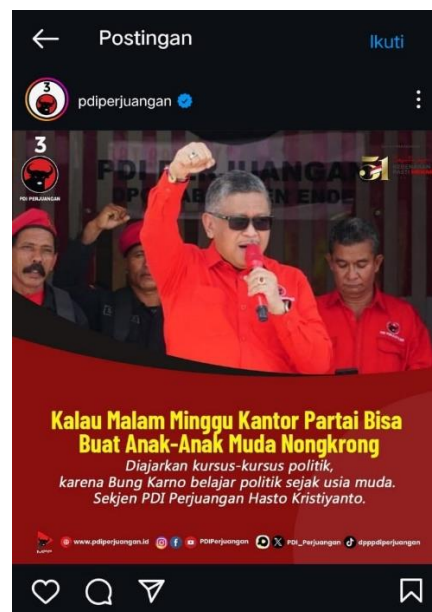 Postingan
Ikuti
pdiperjuangan
3
PDI PERJUANGAN
PDI PERJUANGAN
51
Kalau Malam Minggu Kantor Partai Bisa
Buat Anak-Anak Muda Nongkrong
Diajarkan kursus-kursus politik,
karena Bung Karno belajar politik sejak usia muda.
Sekjen PDI Perjuangan Hasto Kristiyanto.
www.pdiperjuangan.id PDIPerjuangan PDI_Perjuangan dpppdiperjuangan